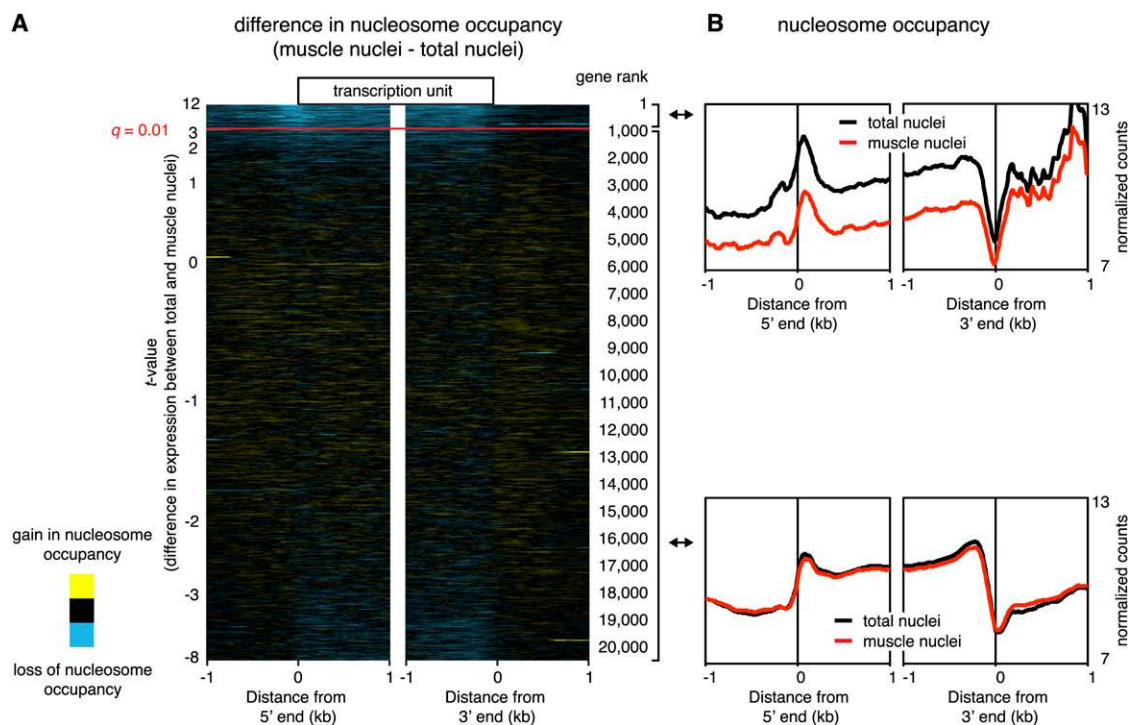 A
difference in nucleosome occupancy
(muscle nuclei - total nuclei)
transcription unit
gene rank
q = 0.01
12
3
2
1
0
-1
-2
-3
-8
t-value
(difference in expression between total and muscle nuclei)
1
1,000
2,000
3,000
4,000
5,000
6,000
7,000
8,000
9,000
10,000
11,000
12,000
13,000
14,000
15,000
16,000
17,000
18,000
19,000
20,000
gain in nucleosome
occupancy
loss of nucleosome
occupancy
-1 0 1 -1 0 1
Distance from
5' end (kb)
Distance from
3' end (kb)
B
nucleosome occupancy
total nuclei
muscle nuclei
13
normalized counts
7
-1 0 1 -1 0 1
Distance from
5' end (kb)
Distance from
3' end (kb)
13
normalized counts
7
total nuclei
muscle nuclei
total nuclei
muscle nuclei
-1 0 1 -1 0 1
Distance from
5' end (kb)
Distance from
3' end (kb)